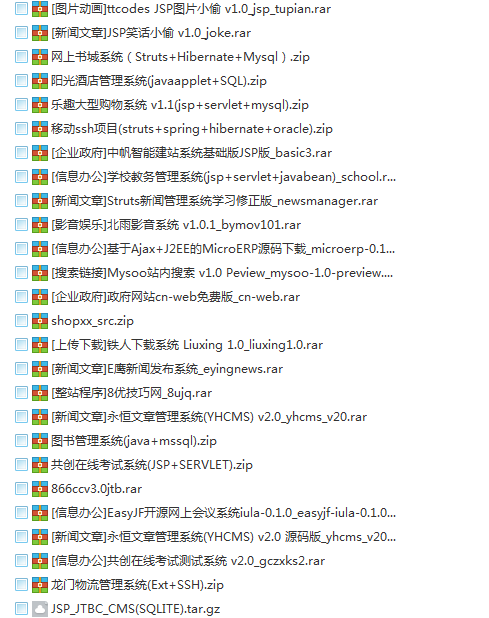 [图片动画]ttcodes JSP图片小偷 v1.0_jsp_tupian.rar
[新闻文章]JSP笑话小偷 v1.0_joke.rar
网上书城系统（Struts+Hibernate+Mysql）.zip
阳光酒店管理系统(javaapplet+SQL).zip
乐趣大型购物系统 v1.1(jsp+servlet+mysql).zip
移动ssh项目(struts+spring+hibernate+oracle).zip
[企业政府]中帆智能建站系统基础版JSP版_basic3.rar
[信息办公]学校教务管理系统(jsp+servlet+javabean)_school.r...
[新闻文章]Struts新闻管理系统学习修正版_newsmanager.rar
[影音娱乐]北雨影音系统 v1.0.1_bymov101.rar
[信息办公]基于Ajax+J2EE的MicroERP源码下载_microerp-0.1...
[搜索链接]Mysoo站内搜索 v1.0 Peview_mysoo-1.0-preview....
[企业政府]政府网站cn-web免费版_cn-web.rar
shopxx_src.zip
[上传下载]铁人下载系统 Liuxing 1.0_liuxing1.0.rar
[新闻文章]E鹰新闻发布系统_eyingnews.rar
[整站程序]8优技巧网_8ujq.rar
[新闻文章]永恒文章管理系统(YHCMS) v2.0_yhcms_v20.rar
图书管理系统(java+mssql).zip
共创在线考试系统(JSP+SERVLET).zip
866ccv3.0jtb.rar
[信息办公]EasyJF开源网上会议系统iula-0.1.0_easyjf-iula-0.1.0...
[新闻文章]永恒文章管理系统(YHCMS) v2.0 源码版_yhcms_v20...
[信息办公]共创在线考试测试系统 v2.0_gczxks2.rar
龙门物流管理系统(Ext+SSH).zip
JSP_JTBC_CMS(SQLITE).tar.gz